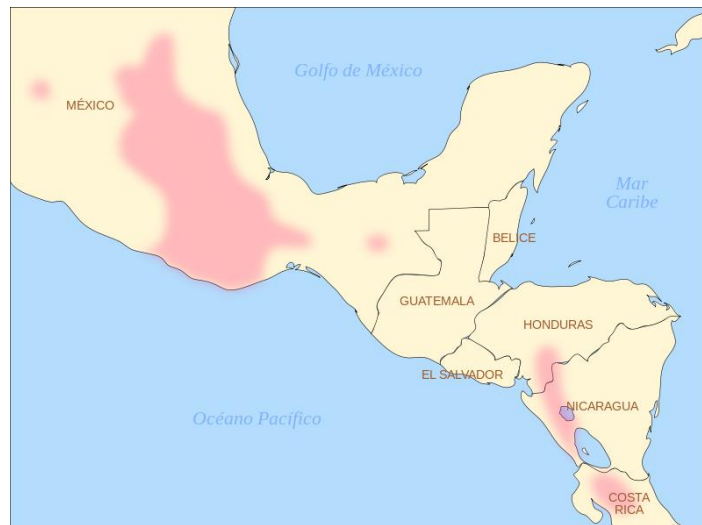 Golfo de México
MÉXICO
Mar
Caribe
BELICE
GUATEMALA
HONDURAS
EL SALVADOR
NICARAGUA
Océano Pacífico
COSTA
RICA